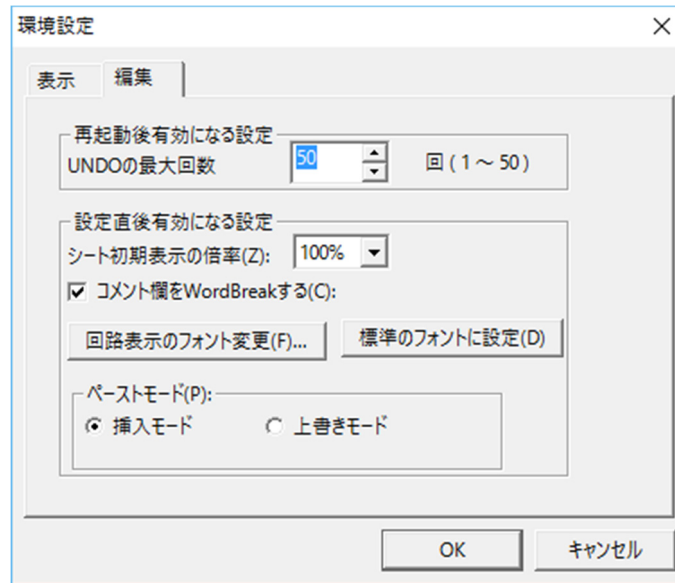 環境設定
表示 編集
再起動後有効になる設定
UNDOの最大回数 50 回 ( 1 ～ 50 )
設定直後有効になる設定
シート初期表示の倍率(Z): 100%
コメント欄をWordBreakする(C):
回路表示のフォント変更(F)... 標準のフォントに設定(D)
ペーストモード(P):
挿入モード 上書きモード
OK キャンセル